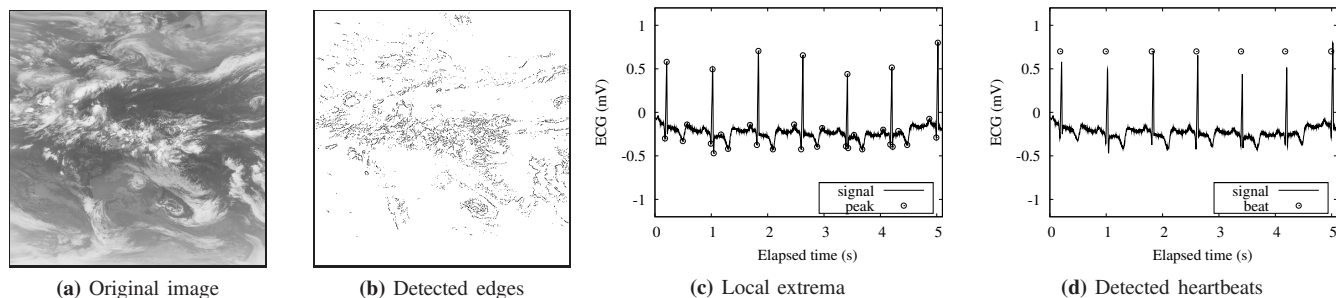 (a) Original image
(b) Detected edges
ECG (mV)
1
0.5
0
-0.5
-1
signal
peak
0 1 2 3 4 5
Elapsed time (s)
(c) Local extrema
ECG (mV)
1
0.5
0
-0.5
-1
signal
beat
0 1 2 3 4 5
Elapsed time (s)
(d) Detected heartbeats